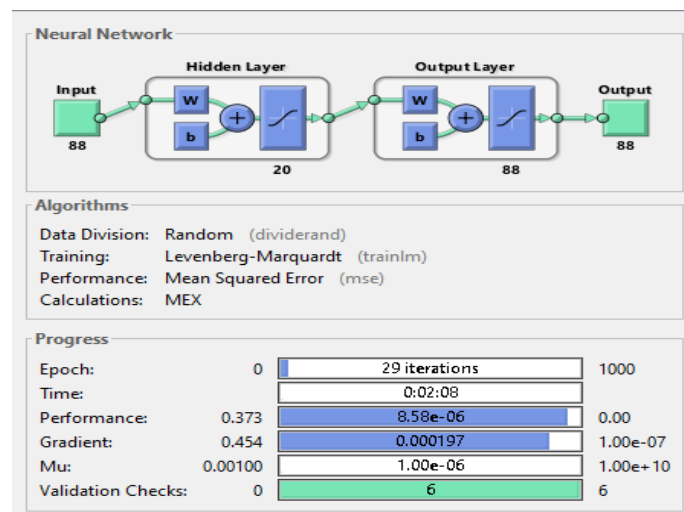 Neural Network
Hidden Layer Output Layer
Input Output
W W
+ +
b b
88 88
20 88
Algorithms
Data Division: Random (dividerand)
Training: Levenberg-Marquardt (trainlm)
Performance: Mean Squared Error (mse)
Calculations: MEX
Progress
Epoch: 0 29 iterations 1000
Time: 0:02:08
Performance: 0.373 8.58e-06 0.00
Gradient: 0.454 0.000197 1.00e-07
Mu: 0.00100 1.00e-06 1.00e+10
Validation Checks: 0 6 6